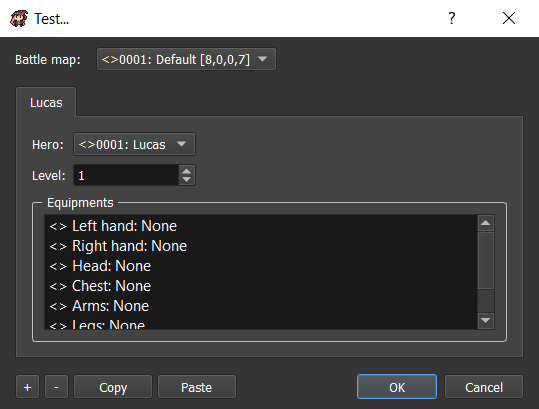 Test...
?
Battle map: <>0001: Default [8,0,0,7]
Lucas
Hero: <>0001: Lucas
Level: 1
Equipments
<> Left hand: None
<> Right hand: None
<> Head: None
<> Chest: None
<> Arms: None
<> Legs: None
+ - Copy Paste OK Cancel